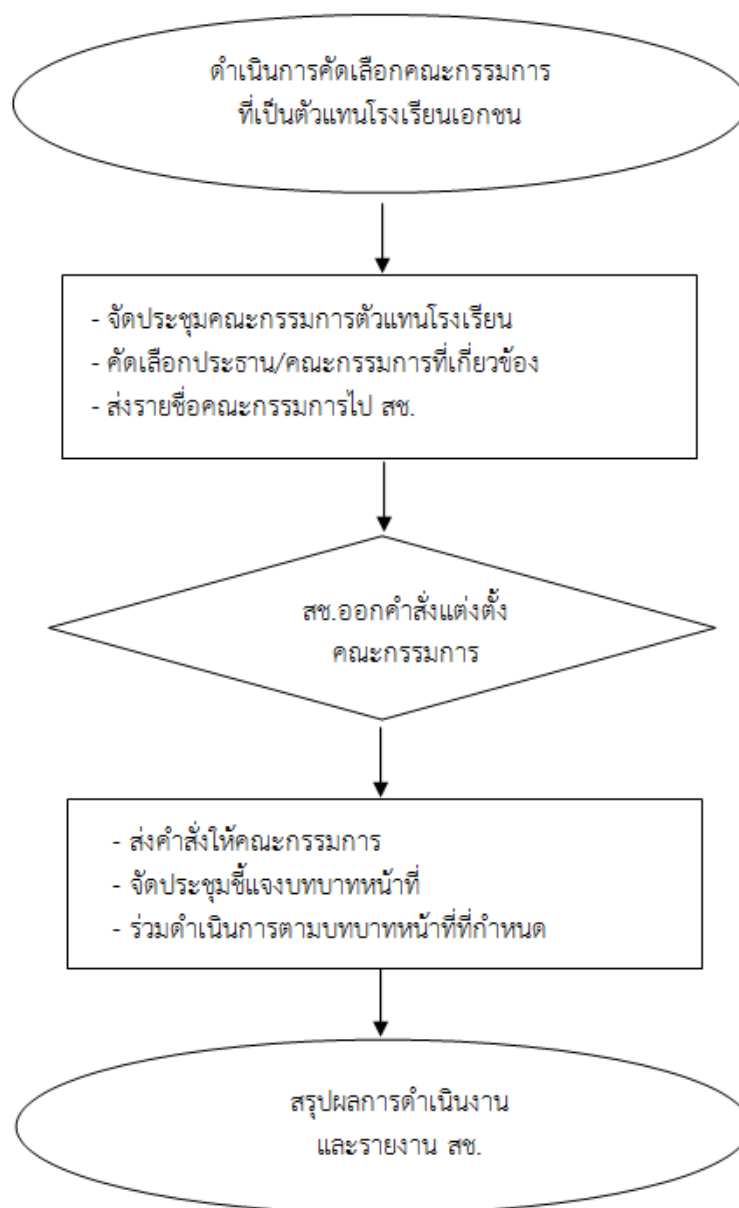 ดำเนินการคัดเลือกคณะกรรมการ
ที่เป็นตัวแทนโรงเรียนเอกชน
- จัดประชุมคณะกรรมการตัวแทนโรงเรียน
- คัดเลือกประธาน/คณะกรรมการที่เกี่ยวข้อง
- ส่งรายชื่อคณะกรรมการไป สช.
สช.ออกคำสั่งแต่งตั้ง
คณะกรรมการ
- ส่งคำสั่งให้คณะกรรมการ
- จัดประชุมชี้แจงบทบาทหน้าที่
- ร่วมดำเนินการตามบทบาทหน้าที่ที่กำหนด
สรุปผลการดำเนินงาน
และรายงาน สช.